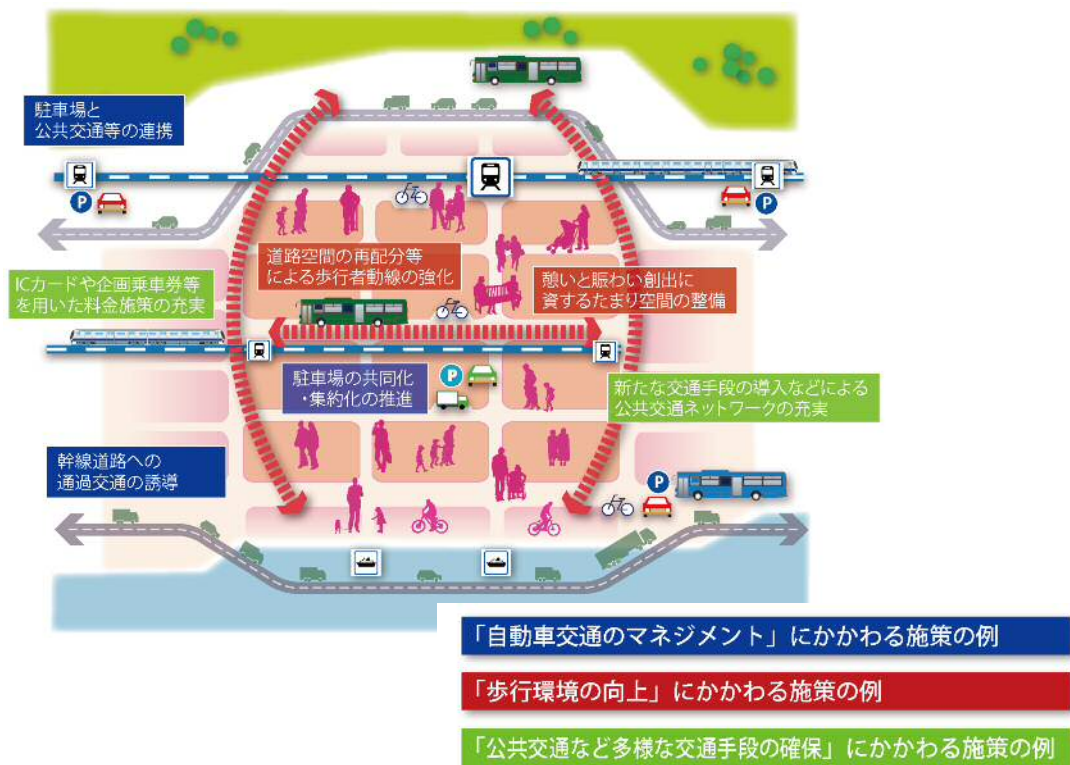 駐車場と
公共交通等の連携
P
P
道路空間の再配分等
による歩行者動線の強化
憩いと賑わい創出に
資するたまり空間の整備
ICカードや企画乗車券等
を用いた料金施策の充実
駐車場の共同化
・集約化の推進
P
新たな交通手段の導入などによる
公共交通ネットワークの充実
幹線道路への
通過交通の誘導
P
「自動車交通のマネジメント」にかかわる施策の例
「歩行環境の向上」にかかわる施策の例
「公共交通など多様な交通手段の確保」にかかわる施策の例